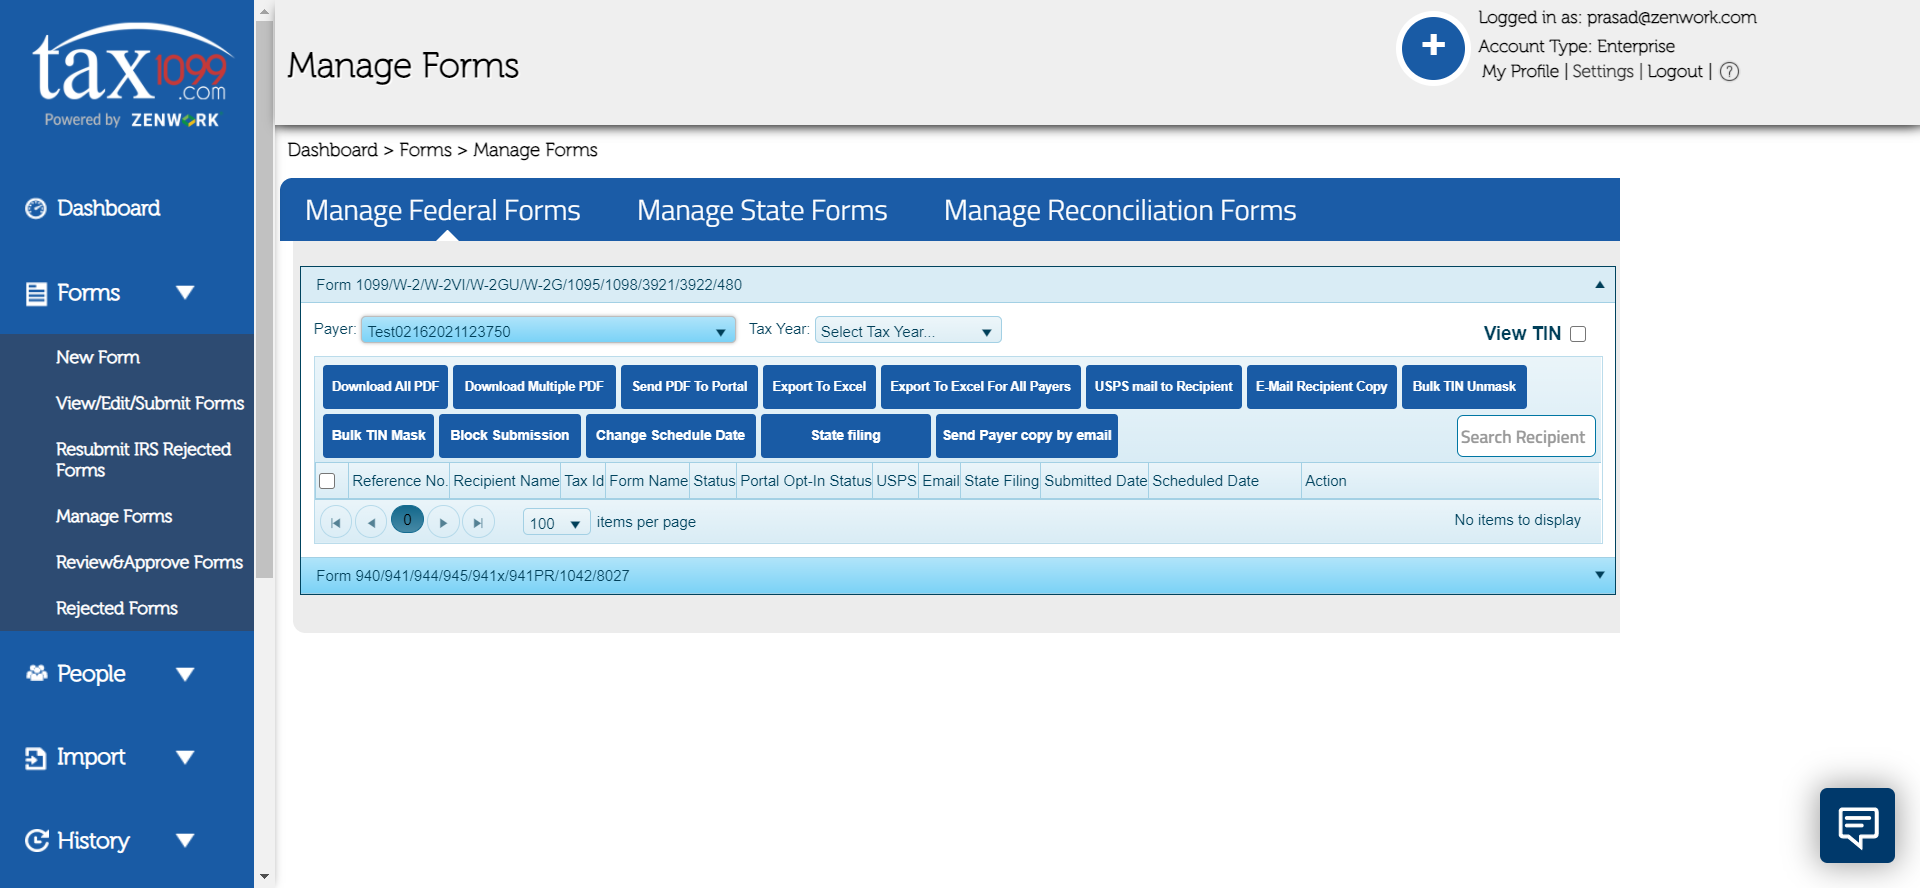 tax1099.com
Powered by ZENWORK
Dashboard
Forms
New Form
View/Edit/Submit Forms
Resubmit IRS Rejected
Forms
Manage Forms
Review&Approve Forms
Rejected Forms
People
Import
History
Manage Forms
+
Logged in as: prasad@zenwork.com
Account Type: Enterprise
My Profile | Settings | Logout | ?
Dashboard > Forms > Manage Forms
Manage Federal Forms Manage State Forms Manage Reconciliation Forms
Form 1099/W-2/W-2VI/W-2GU/W-2G/1095/1098/3921/3922/480
Payer: Test02162021123750 Tax Year: Select Tax Year... View TIN
Download All PDF Download Multiple PDF Send PDF To Portal Export To Excel Export To Excel For All Payers USPS mail to Recipient E-Mail Recipient Copy Bulk TIN Unmask
Bulk TIN Mask Block Submission Change Schedule Date State filing Send Payer copy by email Search Recipient
Reference No. Recipient Name Tax Id Form Name Status Portal Opt-In Status USPS Email State Filing Submitted Date Scheduled Date Action
0 100 items per page No items to display
Form 940/941/944/945/941x/941PR/1042/8027